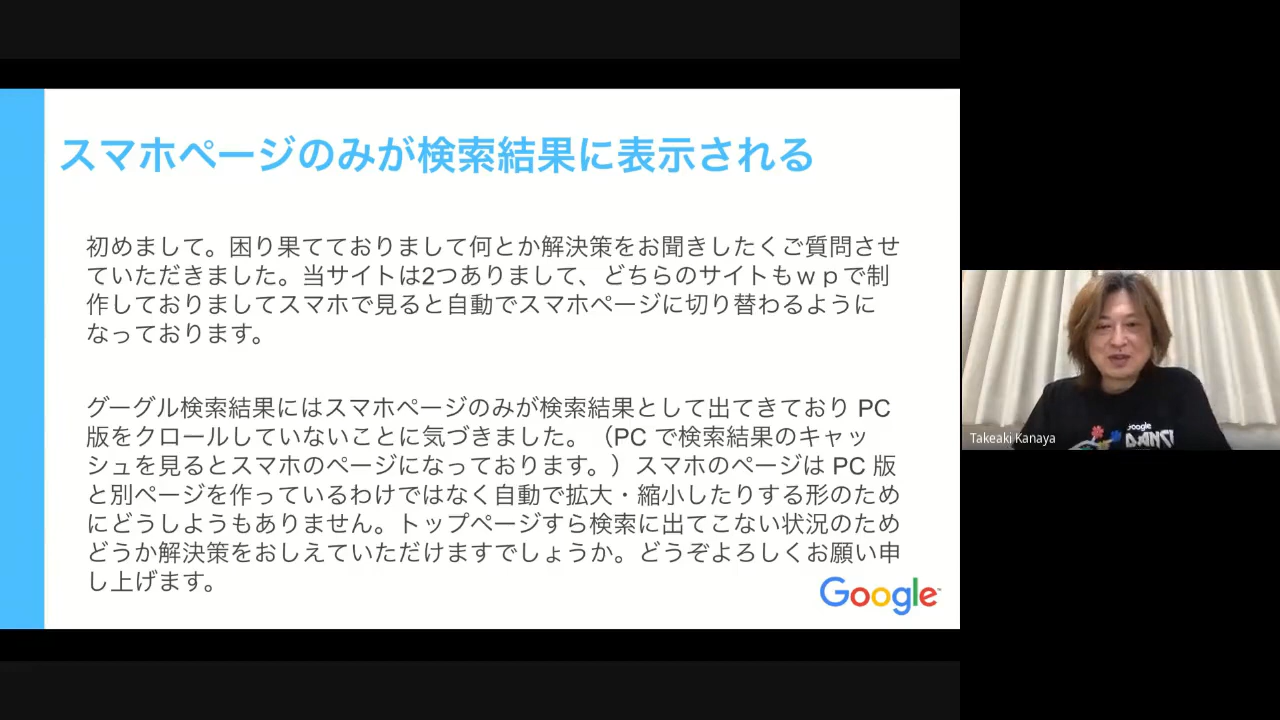 スマホページのみが検索結果に表示される
初めまして。困り果てておりまして何とか解決策をお聞きしたくご質問させ
ていただきました。当サイトは2つありまして、どちらのサイトもｗｐで制
作しておりましてスマホで見ると自動でスマホページに切り替わるように
なっております。
グーグル検索結果にはスマホページのみが検索結果として出てきており PC
版をクロールしていないことに気づきました。（PC で検索結果のキャッ
シュを見るとスマホのページになっております。）スマホのページは PC 版
と別ページを作っているわけではなく自動で拡大・縮小したりする形のため
にどうしようもありません。トップページすら検索に出てこない状況のため
どうか解決策をおしえていただけますでしょうか。どうぞよろしくお願い申
し上げます。
Google
Takeaki Kanaya
Google